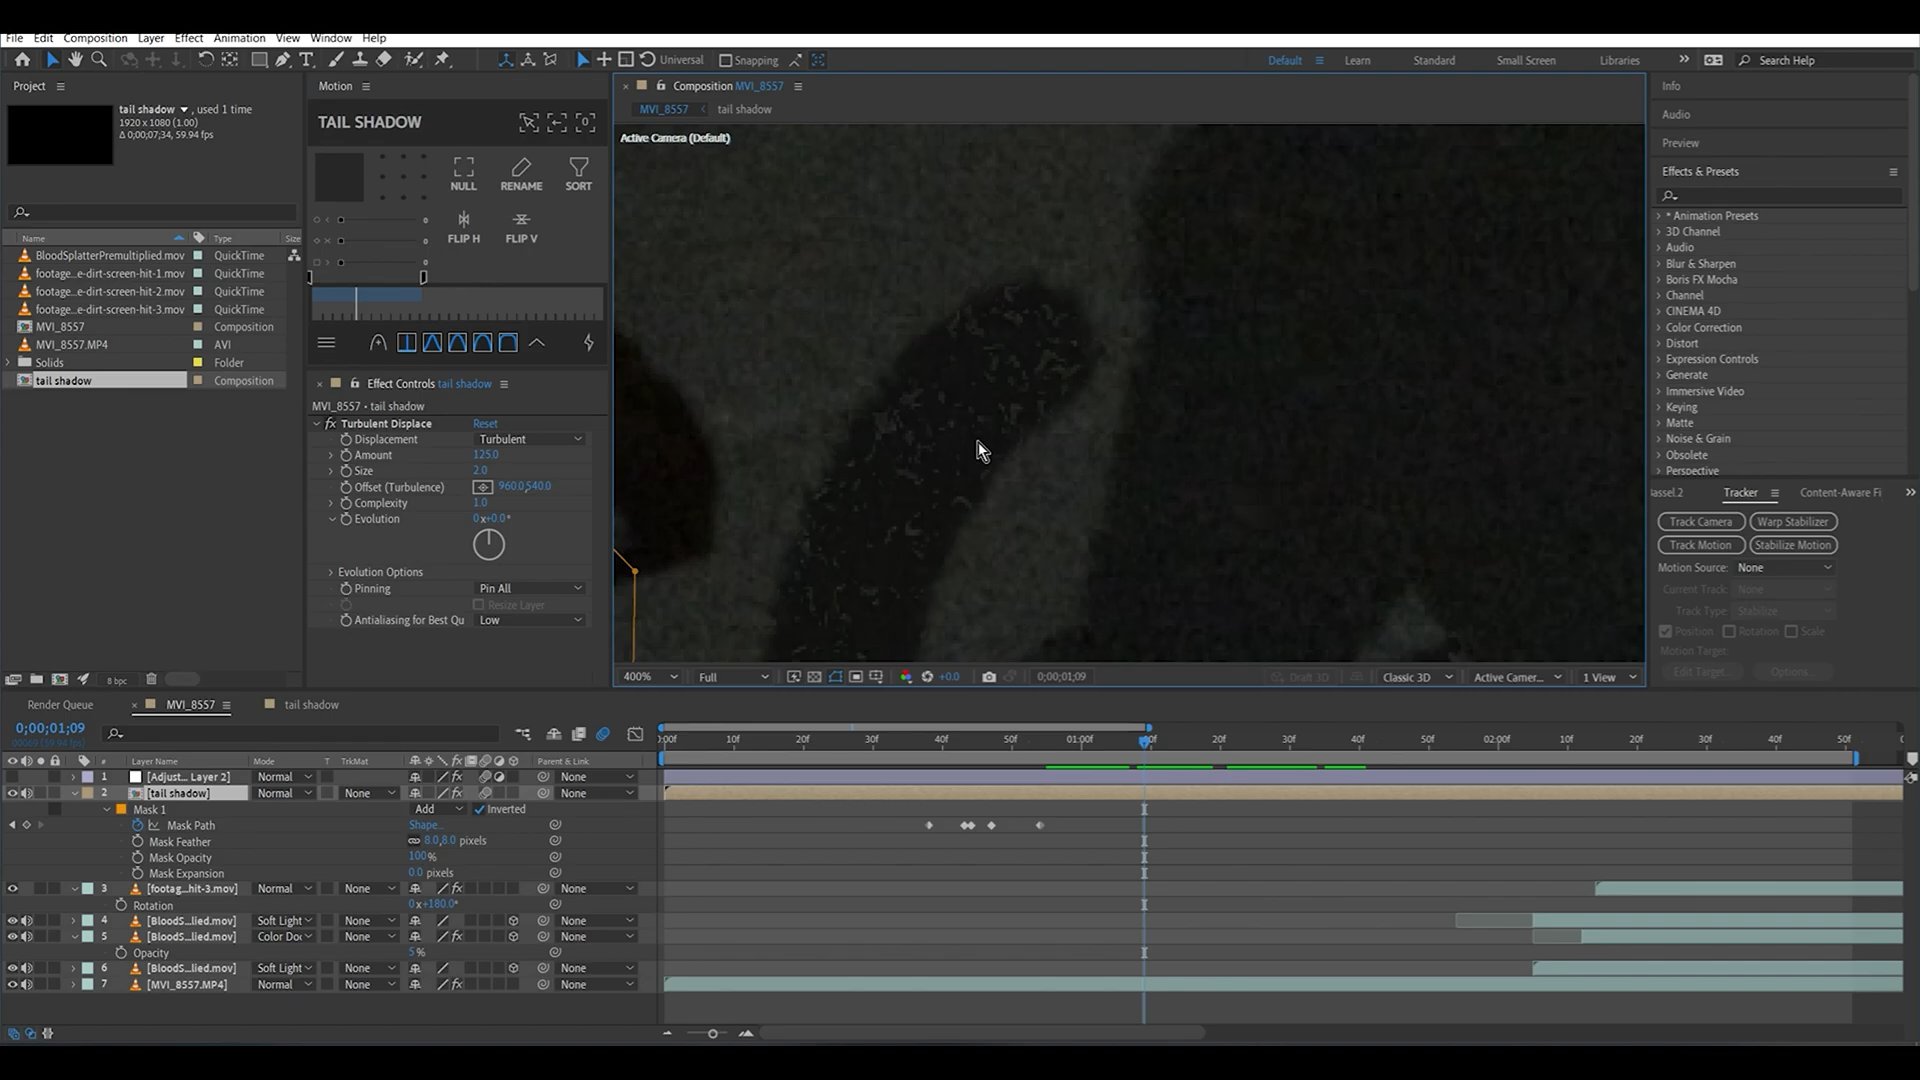 File Edit Composition Layer Effect Animation View Window Help
Universal Snapping Default Learn Standard Small Screen Libraries Search Help
Project
tail shadow , used 1 time
1920 x 1080 (1.00)
Δ 0;00;07;34, 59.94 fps
Name Type Size
BloodSplatterPremultiplied.mov QuickTime
footage...e-dirt-screen-hit-1.mov QuickTime
footage...e-dirt-screen-hit-2.mov QuickTime
footage...e-dirt-screen-hit-3.mov QuickTime
MVI_8557 Composition
MVI_8557.MP4 AVI
Solids Folder
tail shadow Composition
8 bpc
Motion
TAIL SHADOW
NULL RENAME SORT
FLIP H FLIP V
Effect Controls tail shadow
MVI_8557 • tail shadow
fx Turbulent Displace Reset
Displacement Turbulent
Amount 125.0
Size 2.0
Offset (Turbulence) 960.0,540.0
Complexity 1.0
Evolution 0x+0.0°
Evolution Options
Pinning Pin All
Resize Layer
Antialiasing for Best Qu Low
Composition MVI_8557
MVI_8557 tail shadow
Active Camera (Default)
400% Full +0.0 0;00;01;09 Draft 3D Classic 3D Active Camer... 1 View
Info
Audio
Preview
Effects & Presets
* Animation Presets
3D Channel
Audio
Blur & Sharpen
Boris FX Mocha
Channel
CINEMA 4D
Color Correction
Distort
Expression Controls
Generate
Immersive Video
Keying
Matte
Noise & Grain
Obsolete
Perspective
assel.2 Tracker Content-Aware Fi
Track Camera Warp Stabilizer
Track Motion Stabilize Motion
Motion Source: None
Current Track: None
Track Type: Stabilize
Position Rotation Scale
Motion Target:
Edit Target... Options...
Render Queue MVI_8557 tail shadow
0;00;01;09
# Layer Name Mode T TrkMat Parent & Link
1 [Adjust... Layer 2] Normal None
2 [tail shadow] Normal None None
Mask 1 Add Inverted
Mask Path Shape...
Mask Feather 8.0,8.0 pixels
Mask Opacity 100%
Mask Expansion 0.0 pixels
3 [footag...hit-3.mov] Normal None None
Rotation 0x+180.0°
4 [BloodS...lied.mov] Soft Light None None
5 [BloodS...lied.mov] Color Do None None
Opacity 5%
6 [BloodS...lied.mov] Soft Light None None
7 [MVI_8557.MP4] Normal None None
10f 20f 30f 40f 50f 01:00f 20f 30f 40f 50f 02:00f 10f 20f 30f 40f 50f